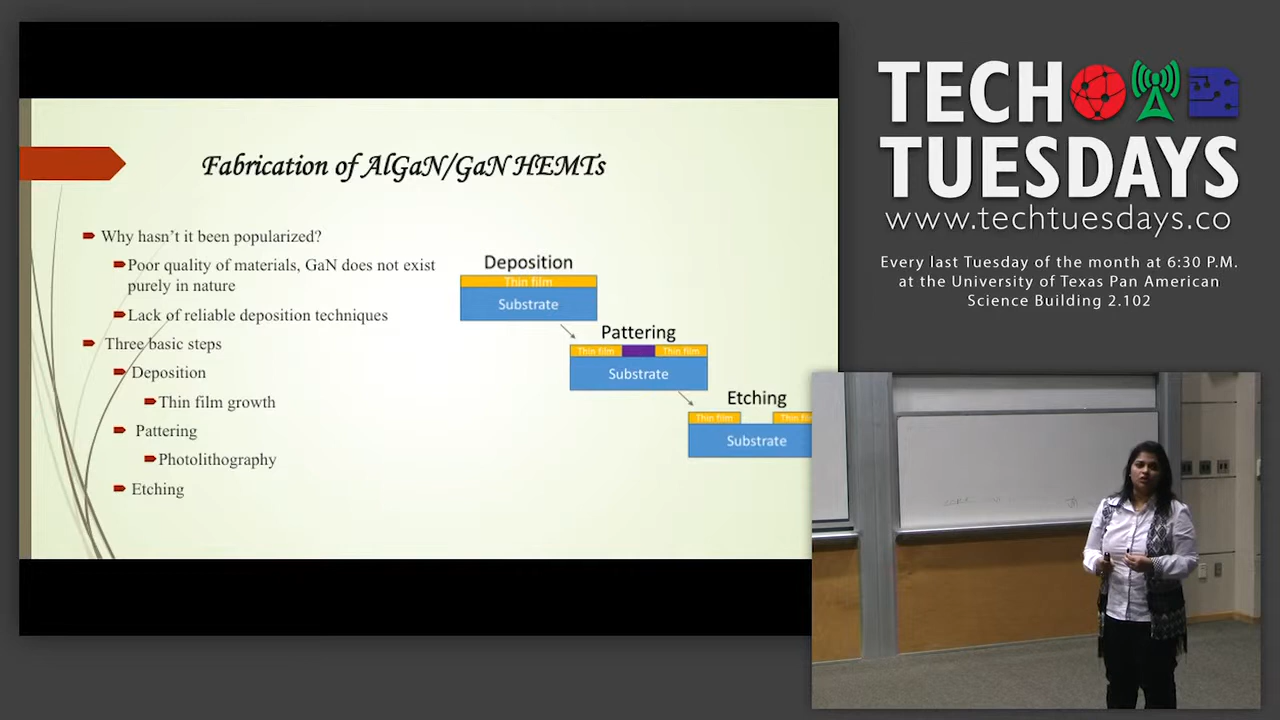 Fabrication of AlGaN/GaN HEMTs
Why hasn't it been popularized?
Poor quality of materials, GaN does not exist
purely in nature
Lack of reliable deposition techniques
Three basic steps
Deposition
Thin film growth
Pattering
Photolithography
Etching
Deposition
Thin film
Substrate
Pattering
Thin film Thin film
Substrate
Etching
Thin film Thin
Substrate
TECH
TUESDAYS
www.techtuesdays.co
Every last Tuesday of the month at 6:30 P.M.
at the University of Texas Pan American
Science Building 2.102